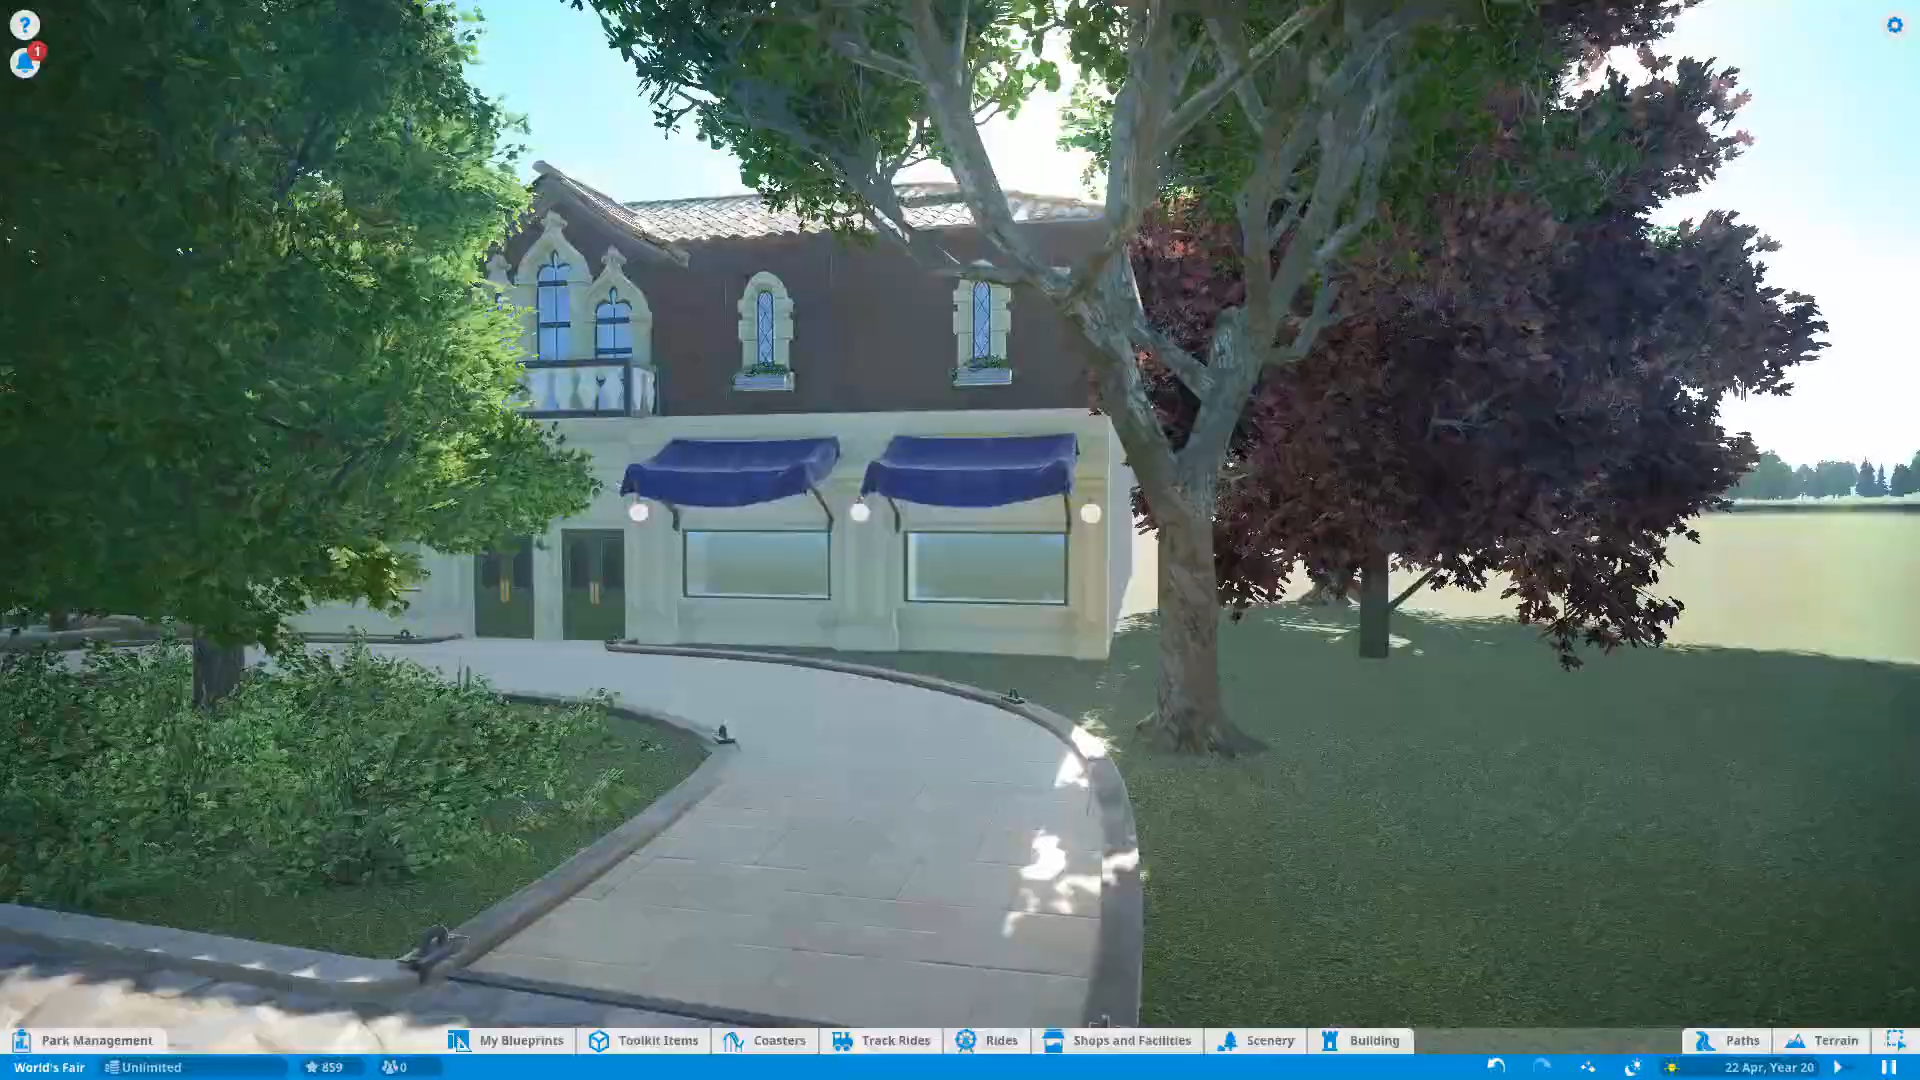 ?
1
Park Management
My Blueprints
Toolkit Items
Coasters
Track Rides
Rides
Shops and Facilities
Scenery
Building
Paths
Terrain
World's Fair
Unlimited
859
0
22 Apr, Year 20